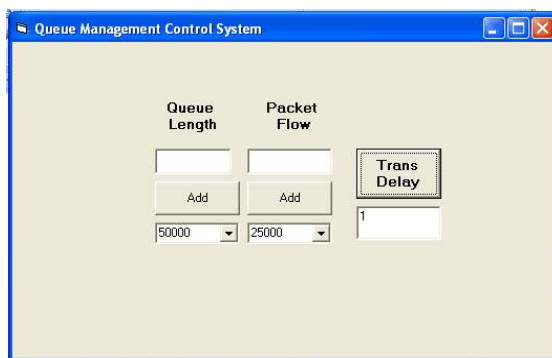 Queue Management Control System
Queue Length
Packet Flow
Trans Delay
Add
Add
1
50000
25000